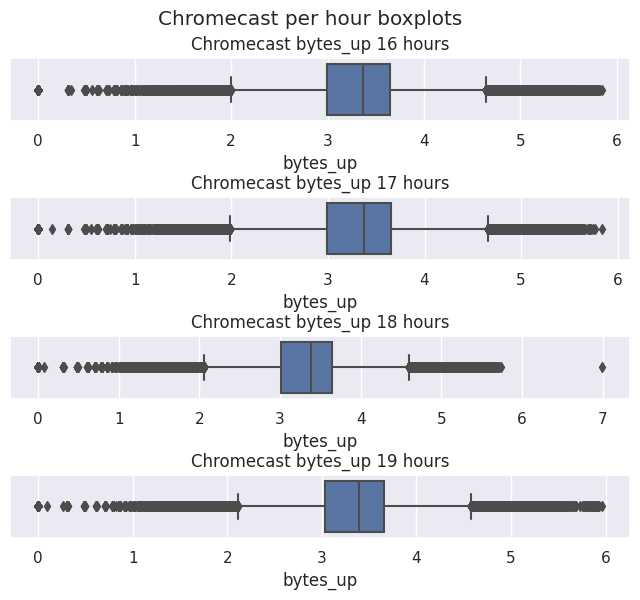 Chromecast per hour boxplots
Chromecast bytes_up 16 hours
0 1 2 3 4 5 6
bytes_up
Chromecast bytes_up 17 hours
0 1 2 3 4 5 6
bytes_up
Chromecast bytes_up 18 hours
0 1 2 3 4 5 6 7
bytes_up
Chromecast bytes_up 19 hours
0 1 2 3 4 5 6
bytes_up